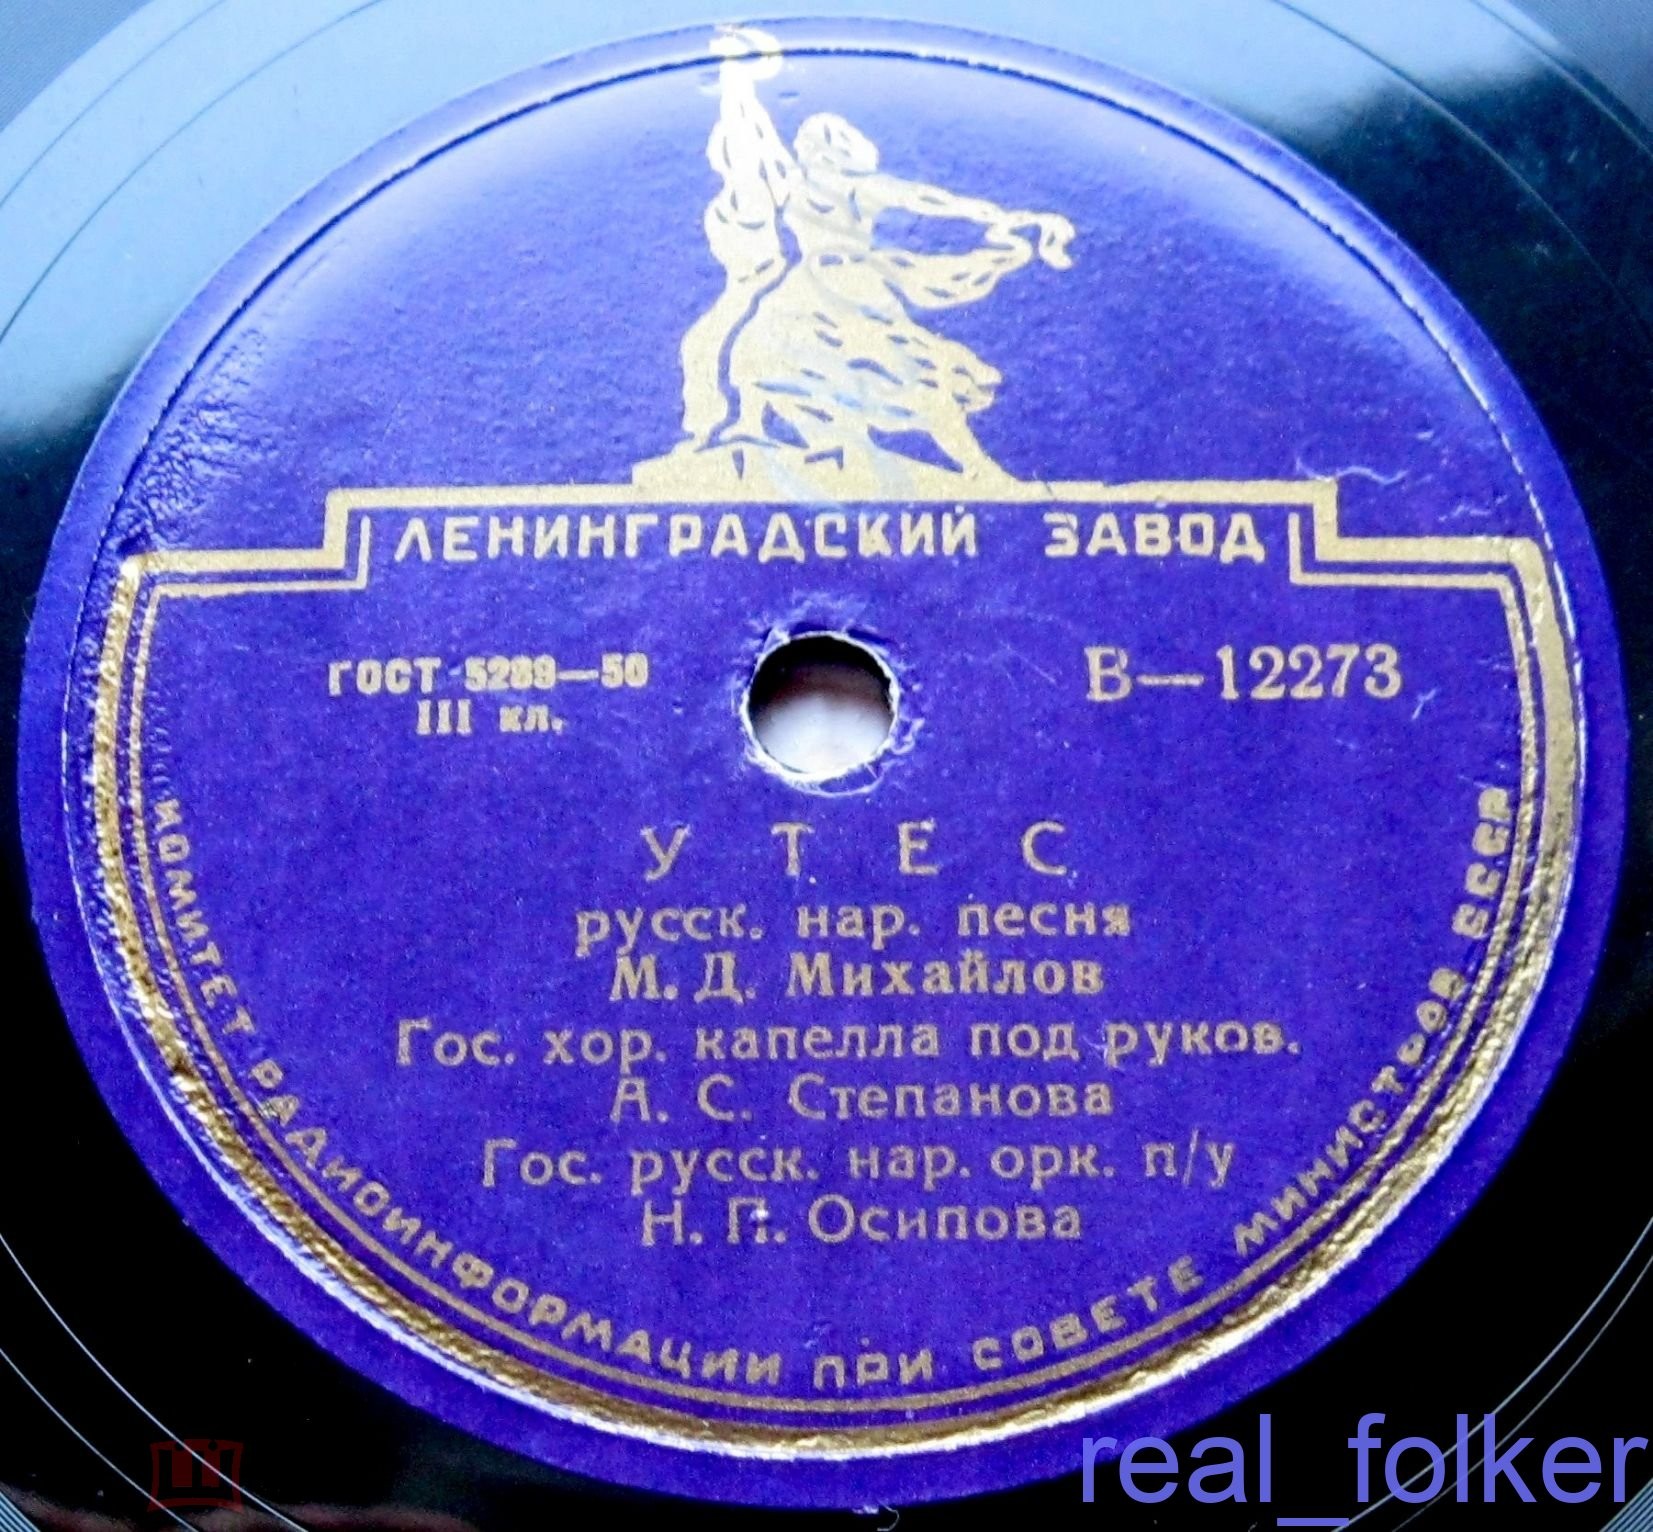 ЛЕНИНГРАДСКИЙ ЗАВОД
ГОСТ 5289—50
III кл.
В—12273
УТЕС
русск. нар. песня
М. Д. Михайлов
Гос. хор. капелла под руков.
А. С. Степанова
Гос. русск. нар. орк. п/у
Н. П. Осипова
КОМИТЕТ РАДИОИНФОРМАЦИИ ПРИ СОВЕТЕ МИНИСТРОВ СССР
real_folker